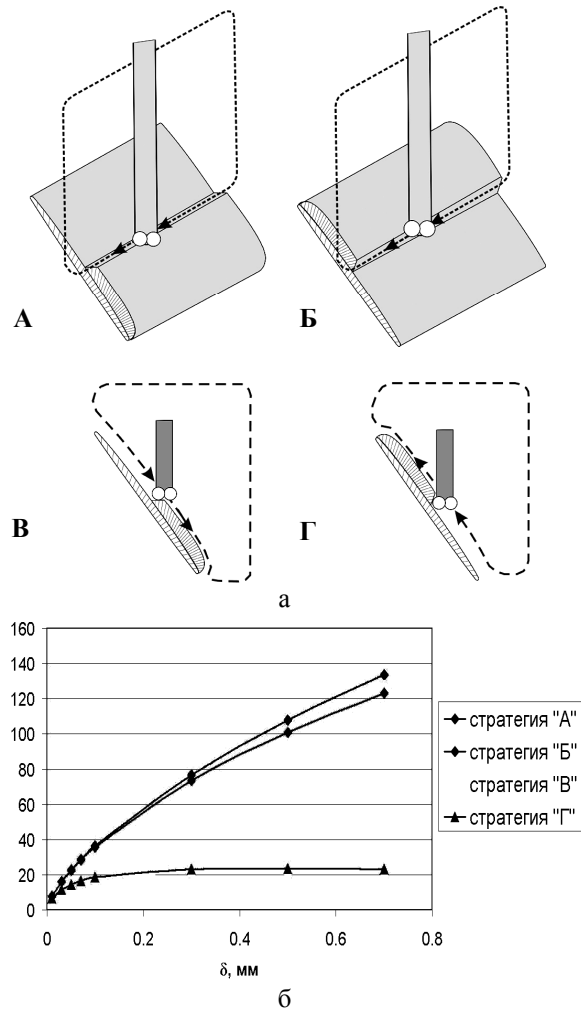 А Б
В Г
а
160
140
120
100
80
60
40
20
0
0 0.2 0.4 0.6 0.8
δ, мм
стратегия "А"
стратегия "Б"
стратегия "В"
стратегия "Г"
б